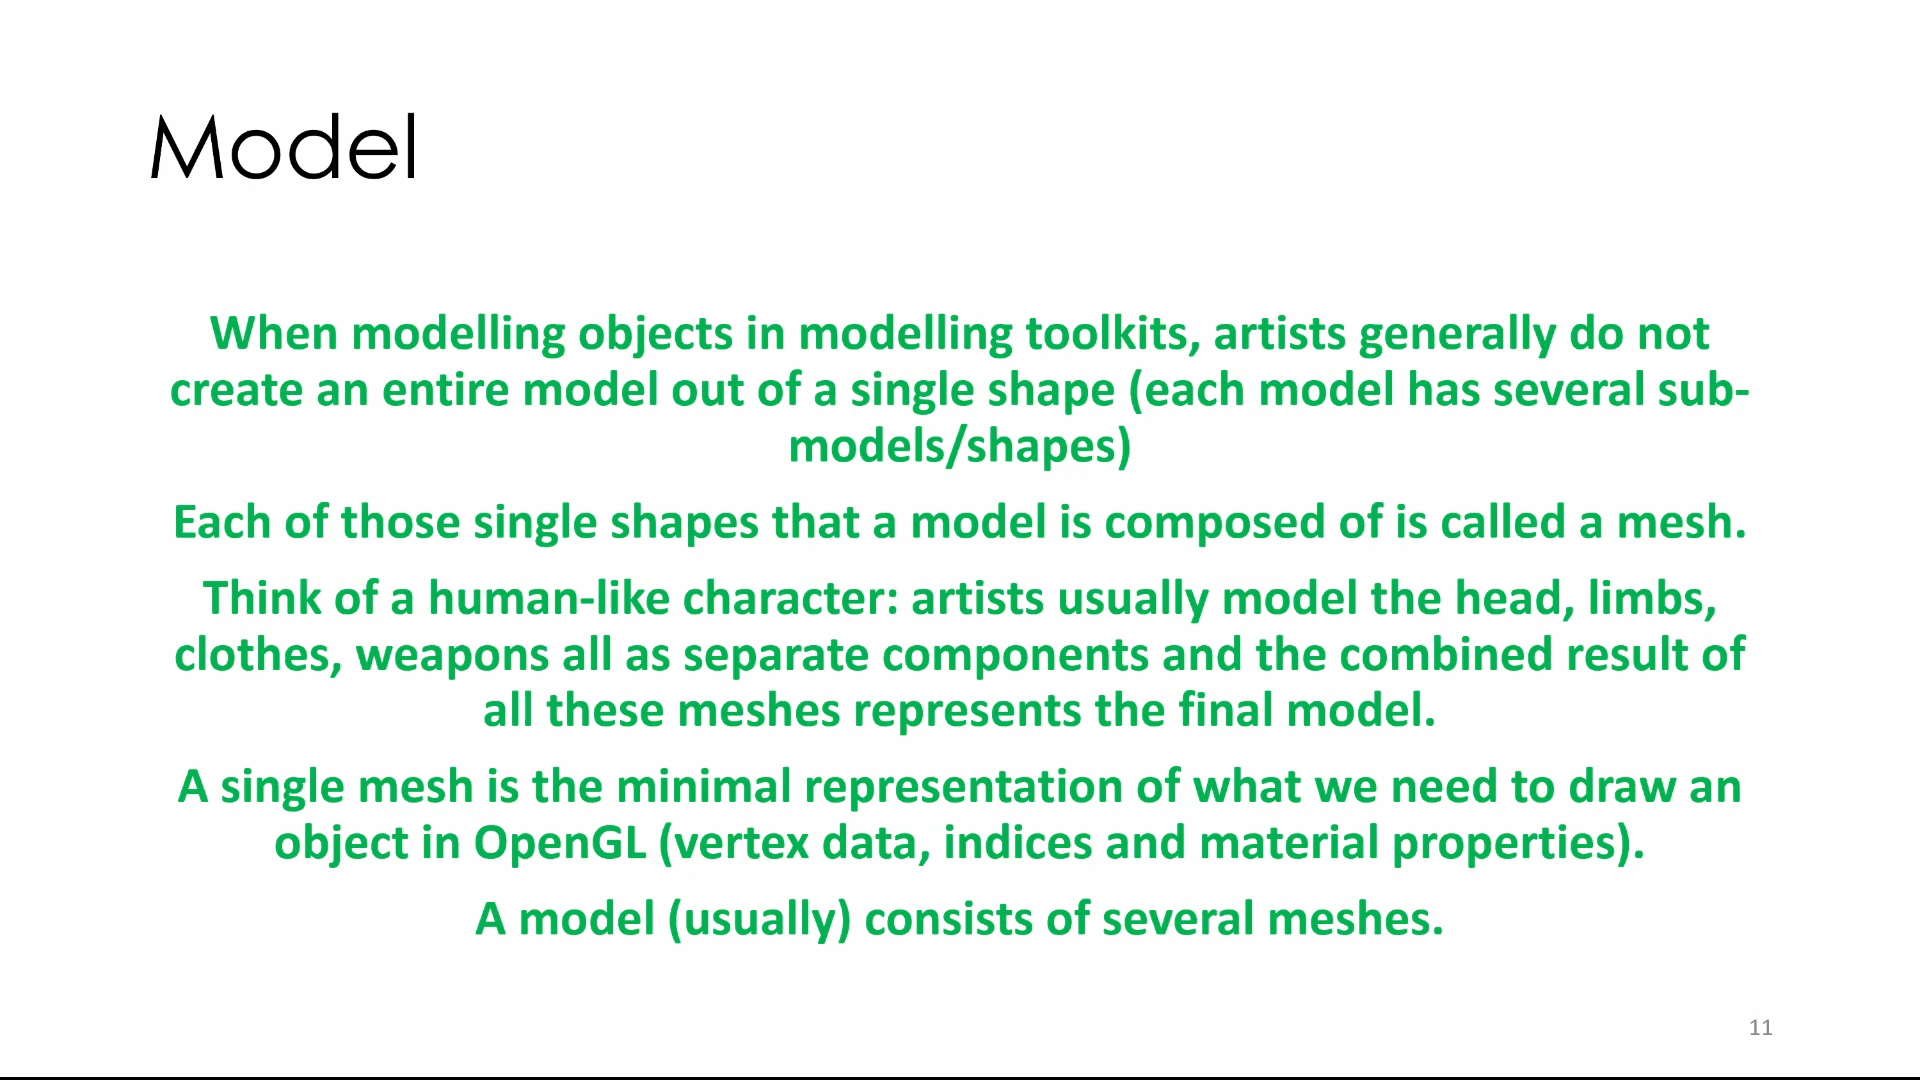 Model
When modelling objects in modelling toolkits, artists generally do not
create an entire model out of a single shape (each model has several sub-
models/shapes)
Each of those single shapes that a model is composed of is called a mesh.
Think of a human-like character: artists usually model the head, limbs,
clothes, weapons all as separate components and the combined result of
all these meshes represents the final model.
A single mesh is the minimal representation of what we need to draw an
object in OpenGL (vertex data, indices and material properties).
A model (usually) consists of several meshes.
11